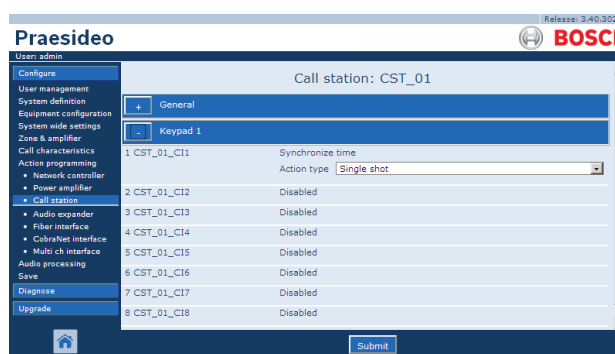 Release: 3.40.302
Praesideo
BOSC
User: admin
Configure
User management
System definition
Equipment configuration
System wide settings
Zone & amplifier
Call characteristics
Action programming
• Network controller
• Power amplifier
• Call station
• Audio expander
• Fiber interface
• CobraNet interface
• Multi ch interface
Audio processing
Save
Diagnose
Upgrade
Call station: CST_01
+ General
- Keypad 1
1 CST_01_CI1 Synchronize time
Action type Single shot
2 CST_01_CI2 Disabled
3 CST_01_CI3 Disabled
4 CST_01_CI4 Disabled
5 CST_01_CI5 Disabled
6 CST_01_CI6 Disabled
7 CST_01_CI7 Disabled
8 CST_01_CI8 Disabled
Submit